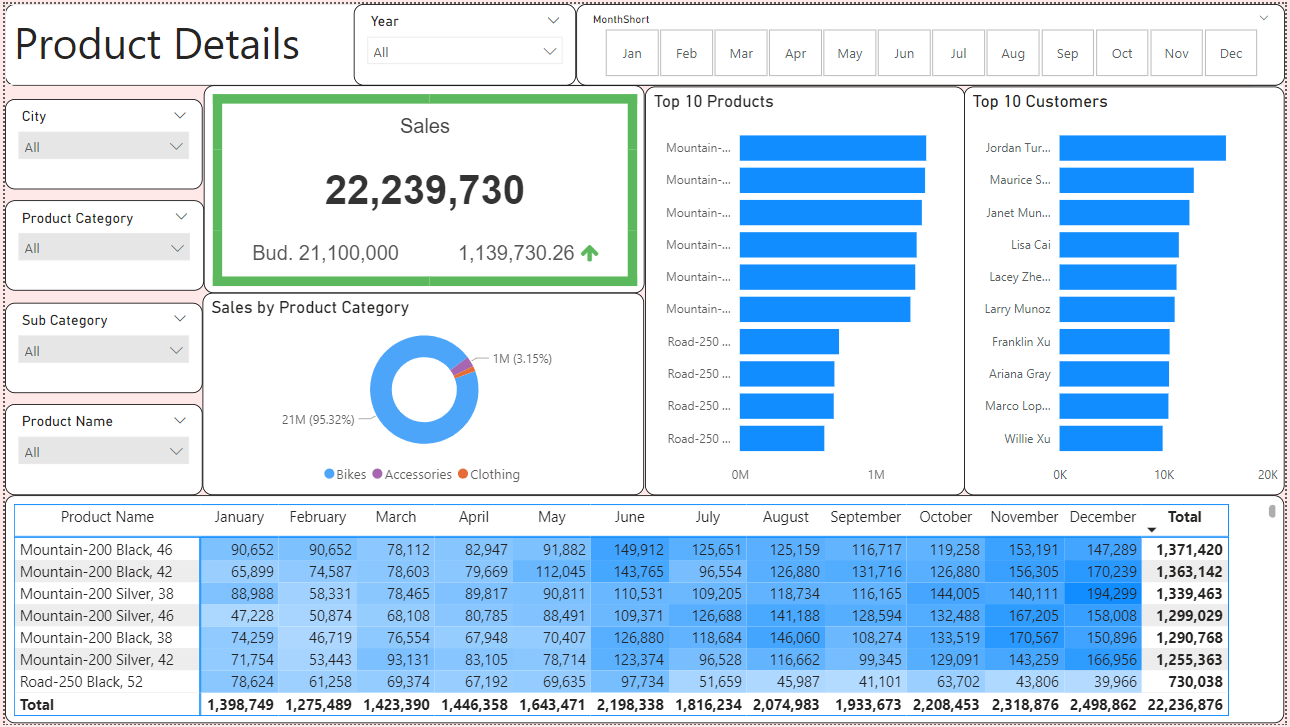 Product Details
Year
All
MonthShort
Jan Feb Mar Apr May Jun Jul Aug Sep Oct Nov Dec
City
All
Product Category
All
Sub Category
All
Product Name
All
Sales
22,239,730
Bud. 21,100,000 1,139,730.26
Sales by Product Category
1M (3.15%)
21M (95.32%)
Bikes Accessories Clothing
Top 10 Products
Mountain-...
Mountain-...
Mountain-...
Mountain-...
Mountain-...
Mountain-...
Road-250 ...
Road-250 ...
Road-250 ...
Road-250 ...
0M 1M
Top 10 Customers
Jordan Tur...
Maurice S...
Janet Mun...
Lisa Cai
Lacey Zhe...
Larry Munoz
Franklin Xu
Ariana Gray
Marco Lop...
Willie Xu
0K 10K 20K
Product Name January February March April May June July August September October November December Total
Mountain-200 Black, 46 90,652 90,652 78,112 82,947 91,882 149,912 125,651 125,159 116,717 119,258 153,191 147,289 1,371,420
Mountain-200 Black, 42 65,899 74,587 78,603 79,669 112,045 143,765 96,554 126,880 131,716 126,880 156,305 170,239 1,363,142
Mountain-200 Silver, 38 88,988 58,331 78,465 89,817 90,811 110,531 109,205 118,734 116,165 144,005 140,111 194,299 1,339,463
Mountain-200 Silver, 46 47,228 50,874 68,108 80,785 88,491 109,371 126,688 141,188 128,594 132,488 167,205 158,008 1,299,029
Mountain-200 Black, 38 74,259 46,719 76,554 67,948 70,407 126,880 118,684 146,060 108,274 133,519 170,567 150,896 1,290,768
Mountain-200 Silver, 42 71,754 53,443 93,131 83,105 78,714 123,374 96,528 116,662 99,345 129,091 143,259 166,956 1,255,363
Road-250 Black, 52 78,624 61,258 69,374 67,192 69,635 97,734 51,659 45,987 41,101 63,702 43,806 39,966 730,038
Total 1,398,749 1,275,489 1,423,390 1,446,358 1,643,471 2,198,338 1,816,234 2,074,983 1,933,673 2,208,453 2,318,876 2,498,862 22,236,876